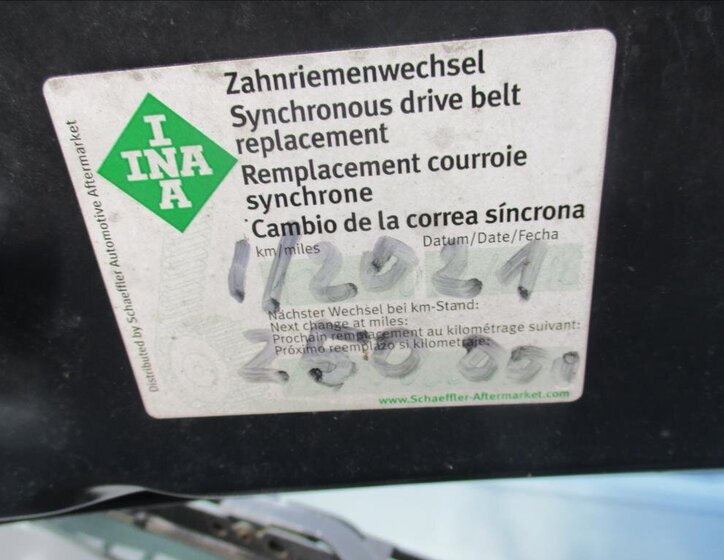 Zahnriemenwechsel
Synchronous drive belt
replacement
Remplacement courroie
synchrone
Cambio de la correa síncrona
km/miles Datum/Date/Fecha
1/2021
Nächster Wechsel bei km-Stand:
Next change at miles:
Prochain remplacement au kilométrage suivant:
Próximo reemplazo si kilometraje:
www.Schaeffler-Aftermarket.com
Distributed by Schaeffler Automotive Aftermarket
I
INA
A